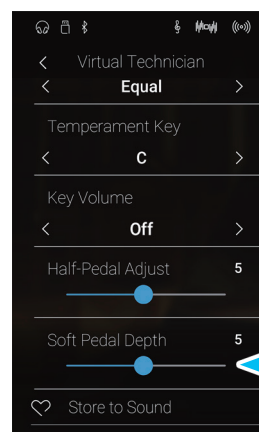 Virtual Technician
Equal
Temperament Key
C
Key Volume
Off
Half-Pedal Adjust 5
Soft Pedal Depth 5
Store to Sound